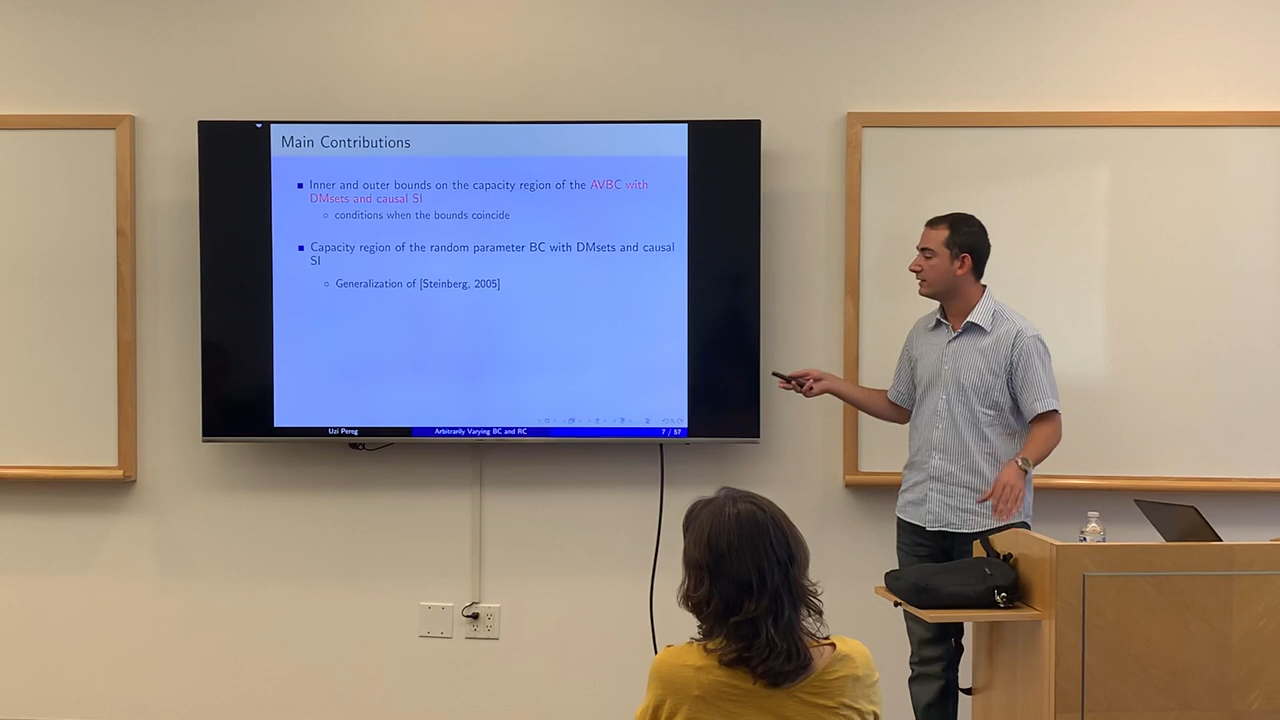 Main Contributions
Inner and outer bounds on the capacity region of the AVBC with
DMsets and causal SI
conditions when the bounds coincide
Capacity region of the random parameter BC with DMsets and causal
SI
Generalization of [Steinberg, 2005]
Uzi Pereg
Arbitrarily Varying BC and RC
7 / 57